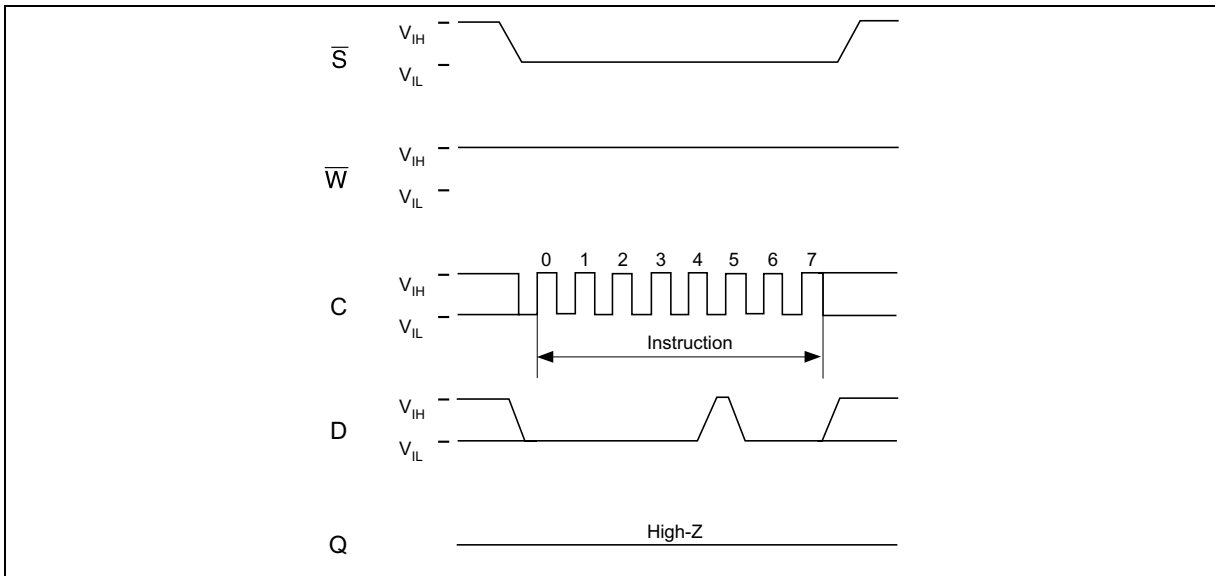 S̅
V_IH
V_IL
W̅
V_IH
V_IL
C
V_IH
V_IL
0 1 2 3 4 5 6 7
Instruction
D
V_IH
V_IL
Q
High-Z